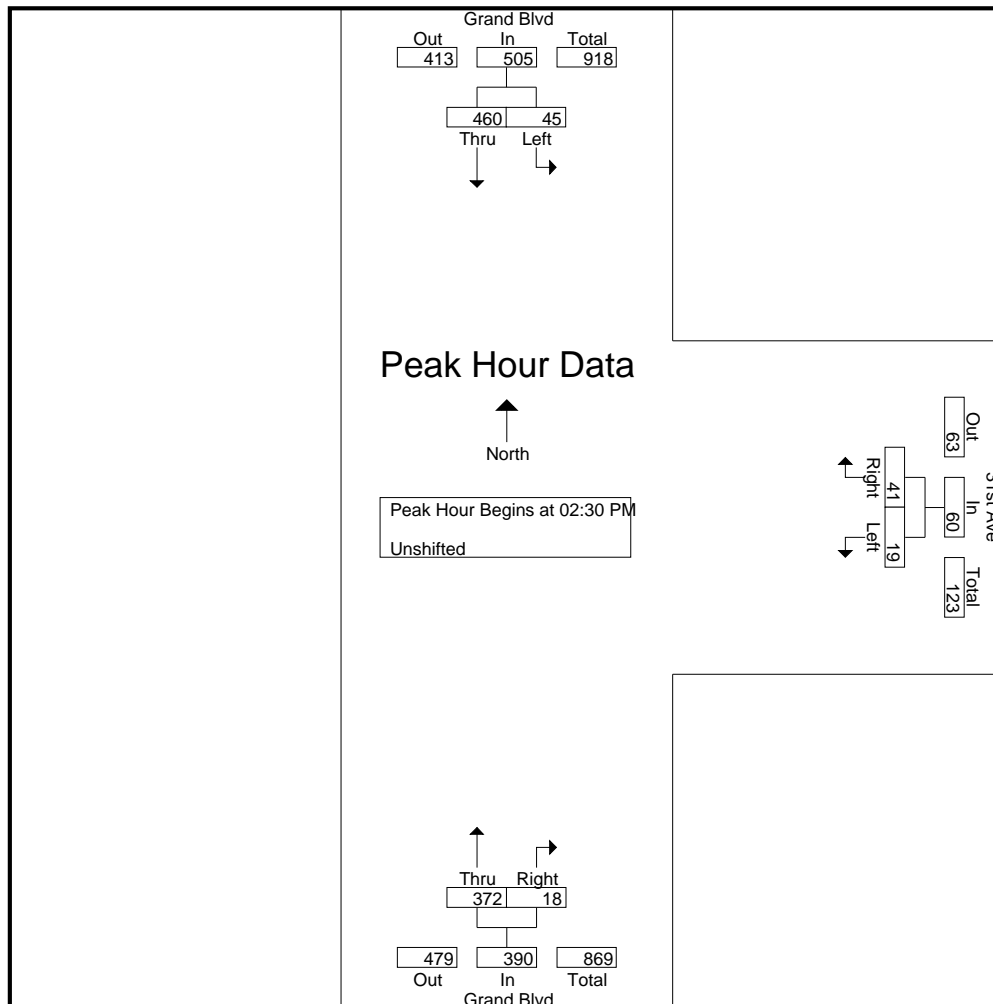 Grand Blvd
Out In Total
413 505 918
460 45
Thru Left
Peak Hour Data
North
Peak Hour Begins at 02:30 PM
Unshifted
Out In Total
63 60 123
Right Left
41 19
Ave
Thru Right
372 18
479 390 869
Out In Total
Grand Blvd